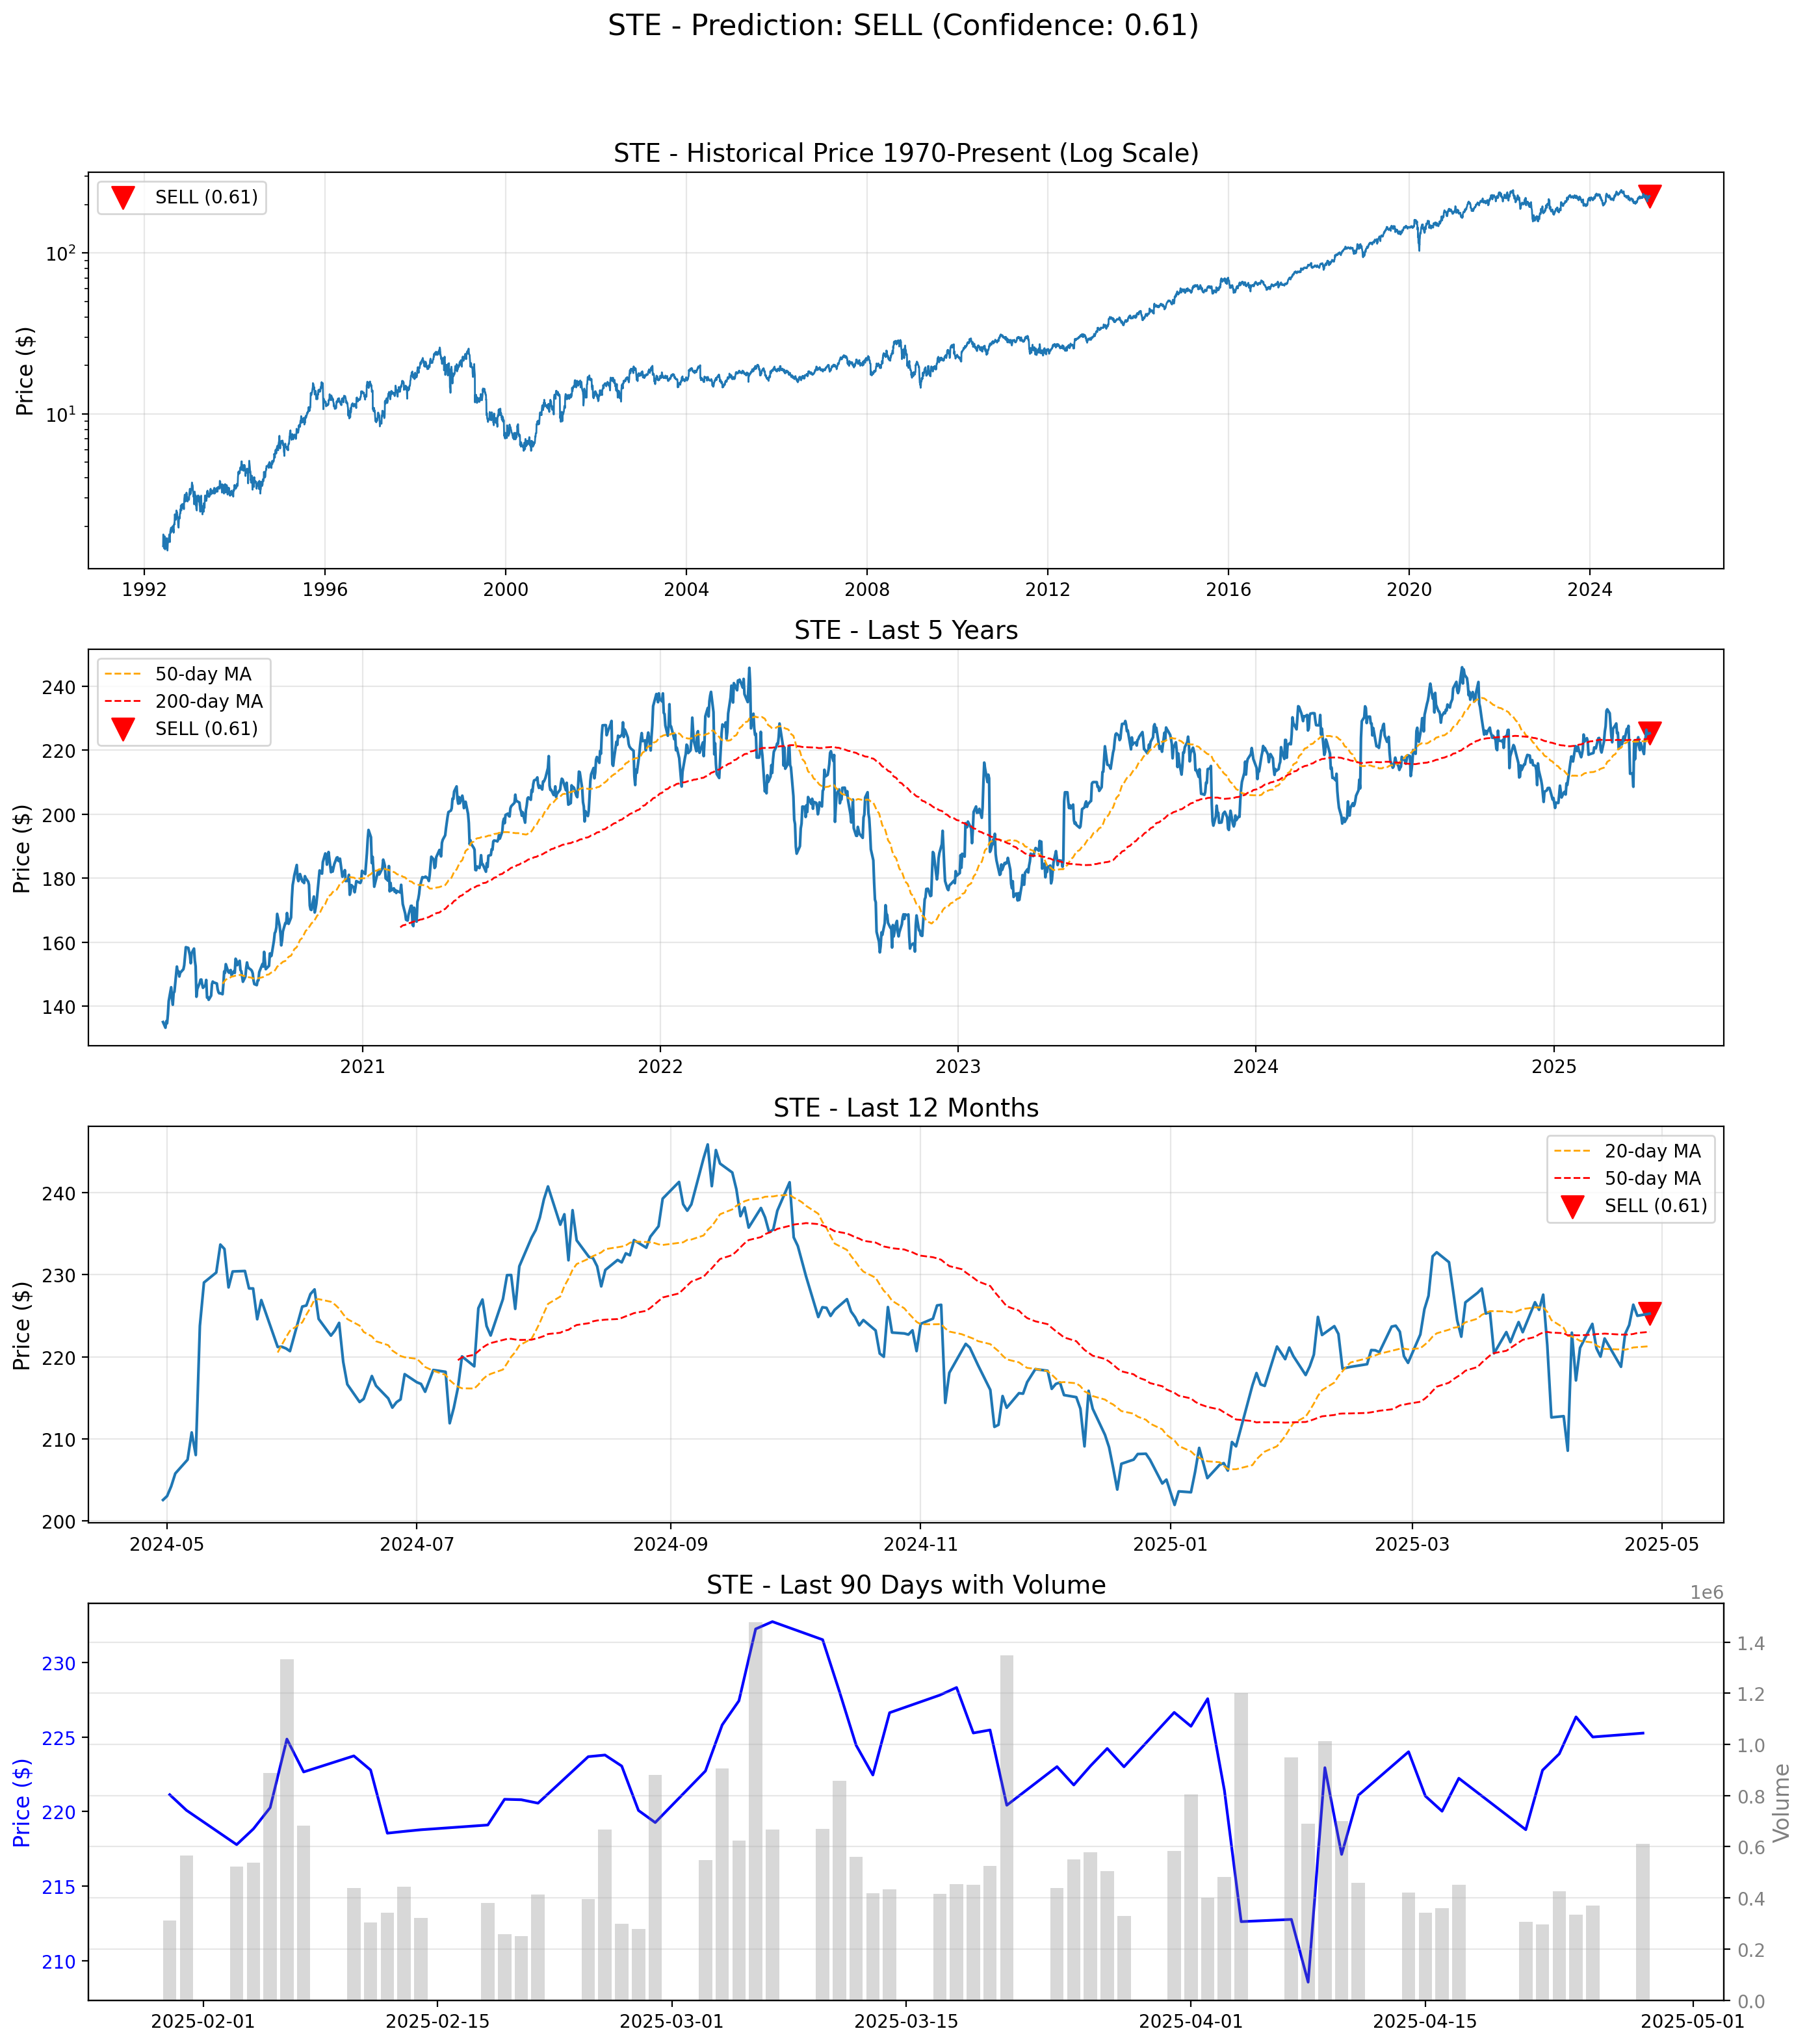 STE - Prediction: SELL (Confidence: 0.61)
STE - Historical Price 1970-Present (Log Scale)
SELL (0.61)
Price ($)
10²
10¹
1992 1996 2000 2004 2008 2012 2016 2020 2024
STE - Last 5 Years
50-day MA
200-day MA
SELL (0.61)
Price ($)
240
220
200
180
160
140
2021 2022 2023 2024 2025
STE - Last 12 Months
20-day MA
50-day MA
SELL (0.61)
Price ($)
240
230
220
210
200
2024-05 2024-07 2024-09 2024-11 2025-01 2025-03 2025-05
STE - Last 90 Days with Volume
1e6
Price ($)
230
225
220
215
210
Volume
1.4
1.2
1.0
0.8
0.6
0.4
0.2
0.0
2025-02-01 2025-02-15 2025-03-01 2025-03-15 2025-04-01 2025-04-15 2025-05-01